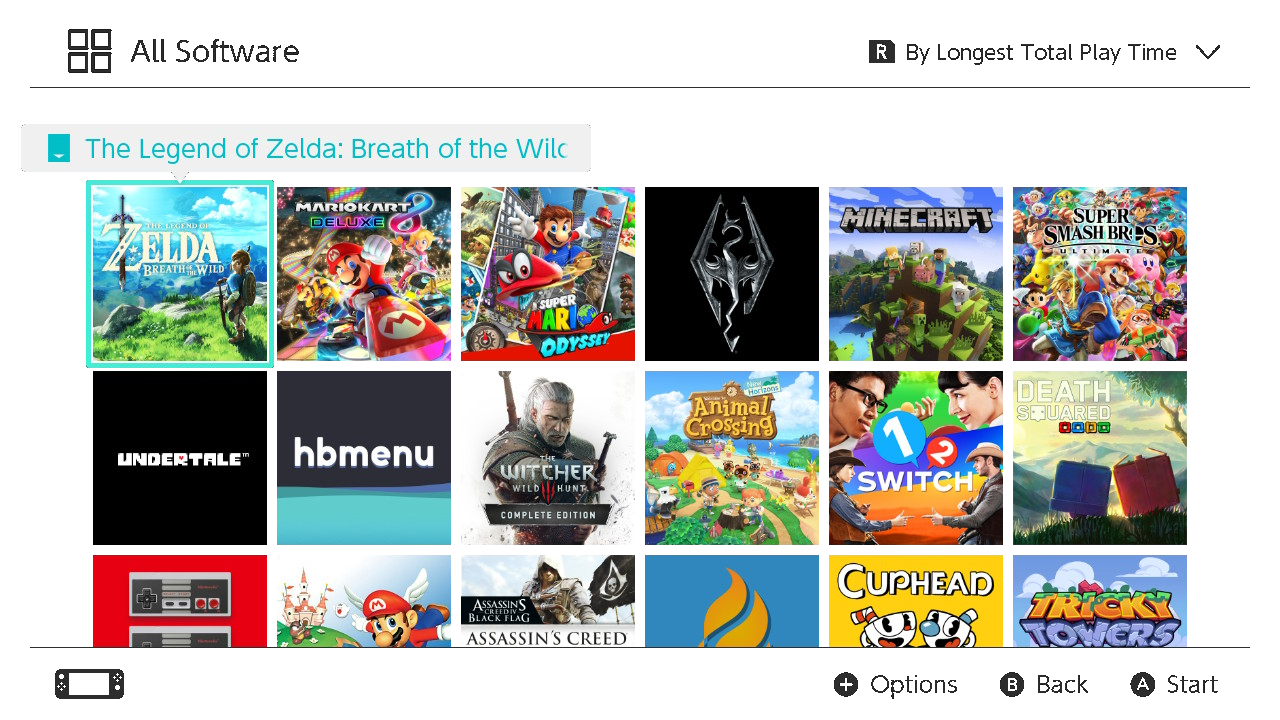 All Software
R By Longest Total Play Time
The Legend of Zelda: Breath of the Wild
THE LEGEND OF
ZELDA
BREATH OF THE WILD
MARIOKART 8
DELUXE
SUPER
MARIO
ODYSSEY
MINECRAFT
SUPER
SMASH BROS.
ULTIMATE
UNDERTALE™
hbmenu
THE
WITCHER
WILD HUNT
COMPLETE EDITION
Welcome to
Animal
Crossing
New
Horizons
1
2
SWITCH
DEATH
SQUARED
ASSASSIN'S
CREED IV
BLACK FLAG
ASSASSIN'S CREED
CUPHEAD
TRICKY
TOWERS
+ Options
B Back
A Start